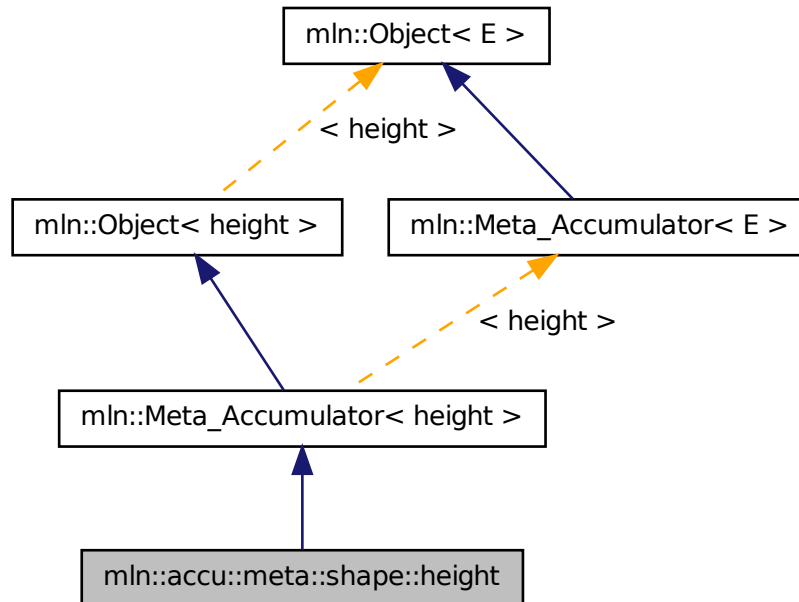 mln::Object< E >
< height >
mln::Object< height >
mln::Meta_Accumulator< E >
< height >
mln::Meta_Accumulator< height >
mln::accu::meta::shape::height